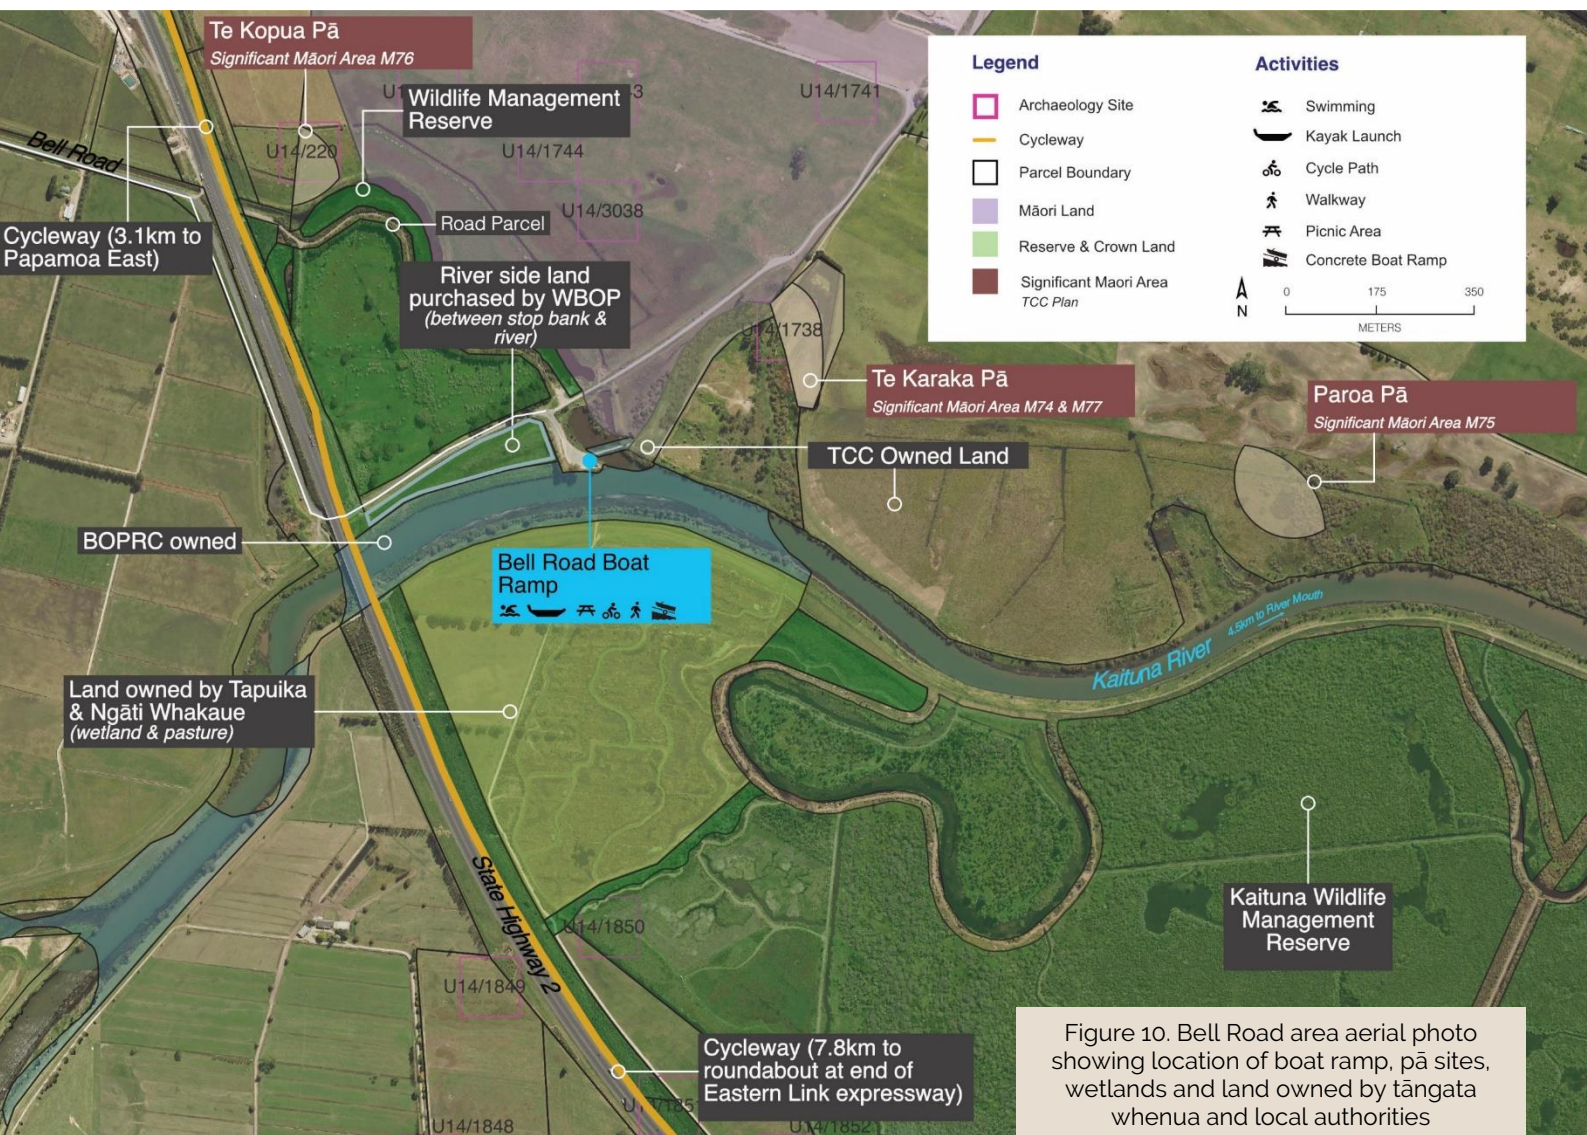 Te Kopua Pā
Significant Māori Area M76
Wildlife Management
Reserve
U14/1741
U14/220
U14/1744
U14/3038
Bell Road
Road Parcel
Cycleway (3.1km to
Papamoa East)
River side land
purchased by WBOP
(between stop bank &
river)
U14/1738
Te Karaka Pā
Significant Māori Area M74 & M77
Paroa Pā
Significant Māori Area M75
TCC Owned Land
BOPRC owned
Bell Road Boat
Ramp
Kaituna River
4.5km to River Mouth
Land owned by Tapuika
& Ngāti Whakaue
(wetland & pasture)
State Highway 2
U14/1850
U14/1849
Kaituna Wildlife
Management
Reserve
Cycleway (7.8km to
roundabout at end of
Eastern Link expressway)
U14/1848
U14/1852
Legend
Archaeology Site
Cycleway
Parcel Boundary
Māori Land
Reserve & Crown Land
Significant Maori Area
TCC Plan
Activities
Swimming
Kayak Launch
Cycle Path
Walkway
Picnic Area
Concrete Boat Ramp
N
0 175 350
METERS
Figure 10. Bell Road area aerial photo
showing location of boat ramp, pā sites,
wetlands and land owned by tāngata
whenua and local authorities